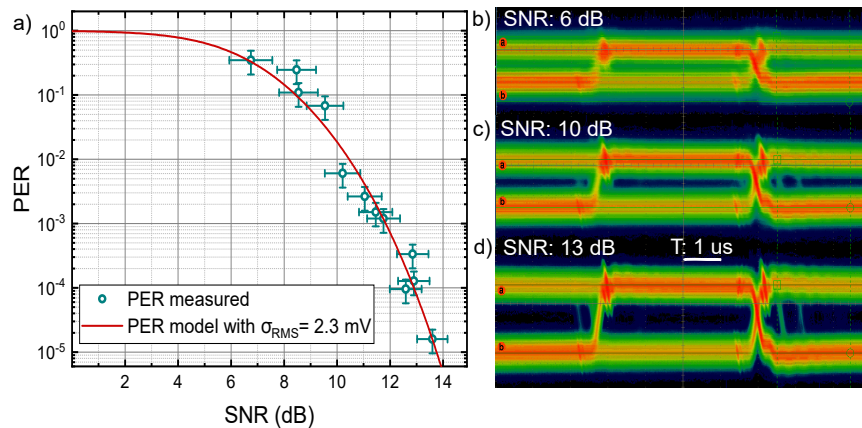 a)
10⁰
10⁻¹
10⁻²
10⁻³
10⁻⁴
10⁻⁵
PER
PER measured
PER model with σRMS= 2.3 mV
2 4 6 8 10 12 14
SNR (dB)
b) SNR: 6 dB
a
b
c) SNR: 10 dB
a
b
d) SNR: 13 dB
T: 1 us
a
b